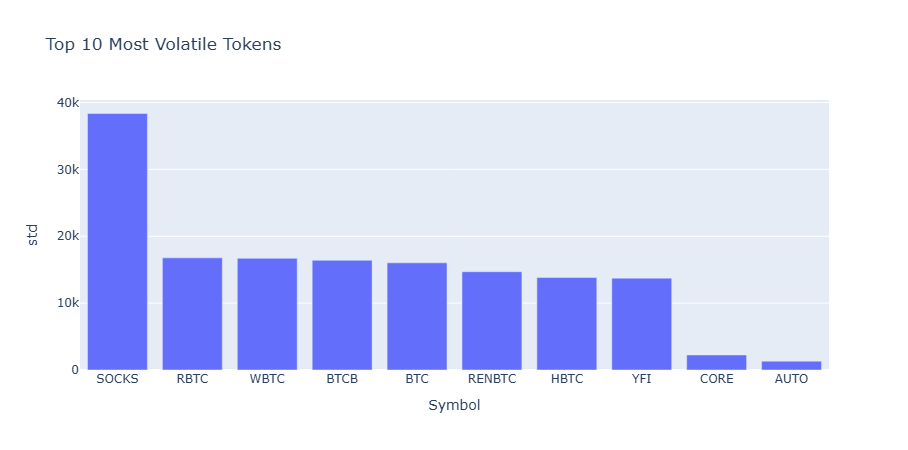 Top 10 Most Volatile Tokens
40k
30k
20k
10k
0
std
SOCKS RBTC WBTC BTCB BTC RENBTC HBTC YFI CORE AUTO
Symbol